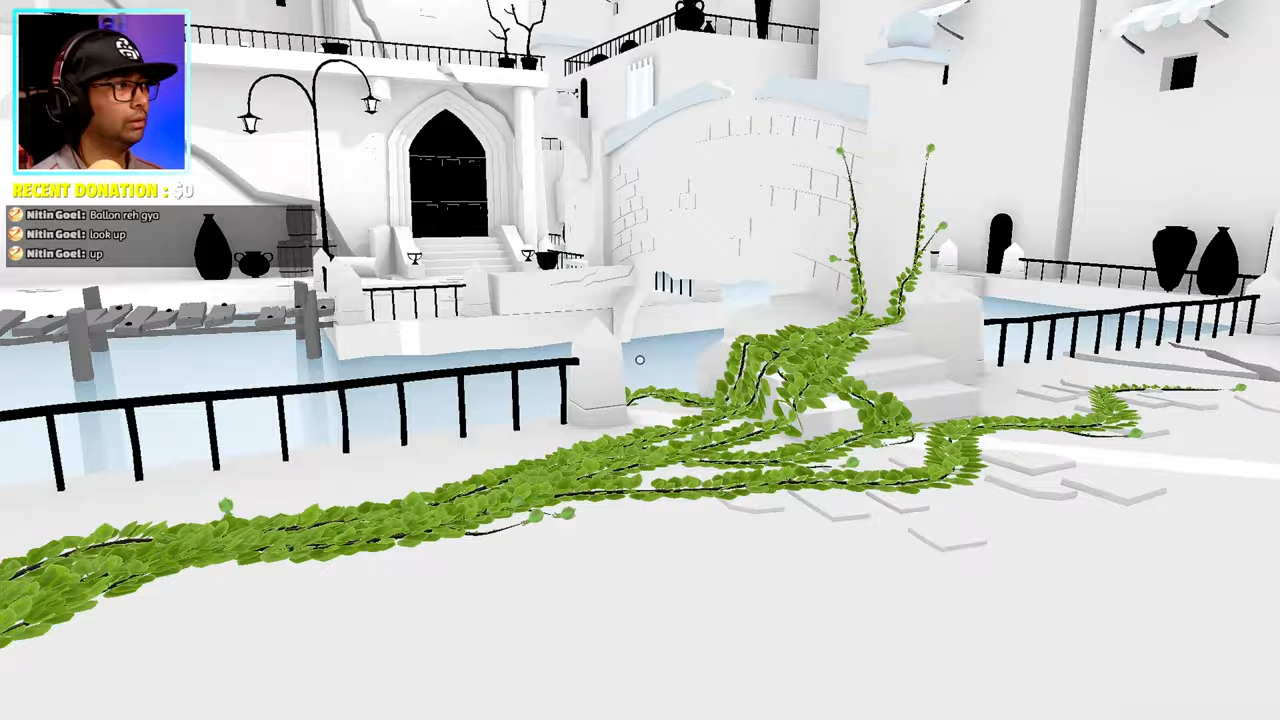 RECENT DONATION : $0
Nitin Goel: Ballon reh gya
Nitin Goel: look up
Nitin Goel: up